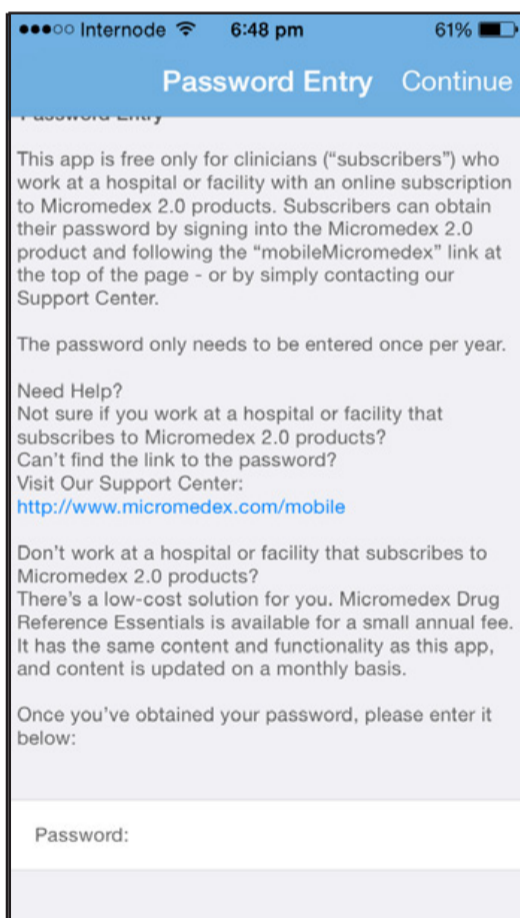 Internode 6:48 pm 61%
Password Entry Continue
Password Entry
This app is free only for clinicians (“subscribers”) who
work at a hospital or facility with an online subscription
to Micromedex 2.0 products. Subscribers can obtain
their password by signing into the Micromedex 2.0
product and following the “mobileMicromedex” link at
the top of the page - or by simply contacting our
Support Center.
The password only needs to be entered once per year.
Need Help?
Not sure if you work at a hospital or facility that
subscribes to Micromedex 2.0 products?
Can’t find the link to the password?
Visit Our Support Center:
http://www.micromedex.com/mobile
Don’t work at a hospital or facility that subscribes to
Micromedex 2.0 products?
There’s a low-cost solution for you. Micromedex Drug
Reference Essentials is available for a small annual fee.
It has the same content and functionality as this app,
and content is updated on a monthly basis.
Once you’ve obtained your password, please enter it
below:
Password: